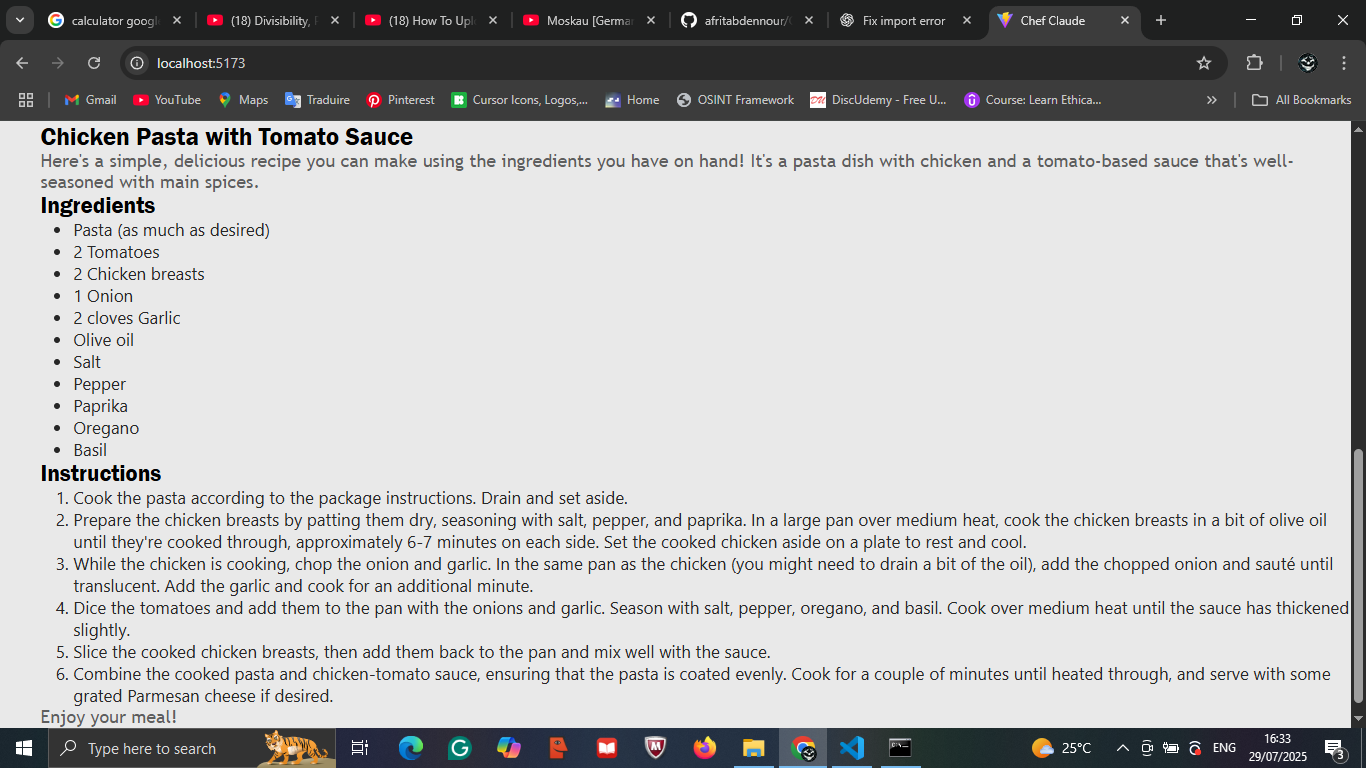 calculator googl
(18) Divisibility, P
(18) How To Uplo
Moskau [German
afritabdennour/C
Fix import error
Chef Claude
localhost:5173
Gmail
YouTube
Maps
Traduire
Pinterest
Cursor Icons, Logos,...
Home
OSINT Framework
DU
DiscUdemy - Free U...
Course: Learn Ethica...
All Bookmarks
Chicken Pasta with Tomato Sauce
Here's a simple, delicious recipe you can make using the ingredients you have on hand! It's a pasta dish with chicken and a tomato-based sauce that's well-
seasoned with main spices.
Ingredients
• Pasta (as much as desired)
• 2 Tomatoes
• 2 Chicken breasts
• 1 Onion
• 2 cloves Garlic
• Olive oil
• Salt
• Pepper
• Paprika
• Oregano
• Basil
Instructions
1. Cook the pasta according to the package instructions. Drain and set aside.
2. Prepare the chicken breasts by patting them dry, seasoning with salt, pepper, and paprika. In a large pan over medium heat, cook the chicken breasts in a bit of olive oil
until they're cooked through, approximately 6-7 minutes on each side. Set the cooked chicken aside on a plate to rest and cool.
3. While the chicken is cooking, chop the onion and garlic. In the same pan as the chicken (you might need to drain a bit of the oil), add the chopped onion and sauté until
translucent. Add the garlic and cook for an additional minute.
4. Dice the tomatoes and add them to the pan with the onions and garlic. Season with salt, pepper, oregano, and basil. Cook over medium heat until the sauce has thickened
slightly.
5. Slice the cooked chicken breasts, then add them back to the pan and mix well with the sauce.
6. Combine the cooked pasta and chicken-tomato sauce, ensuring that the pasta is coated evenly. Cook for a couple of minutes until heated through, and serve with some
grated Parmesan cheese if desired.
Enjoy your meal!
Type here to search
25°C
ENG
16:33
29/07/2025
3